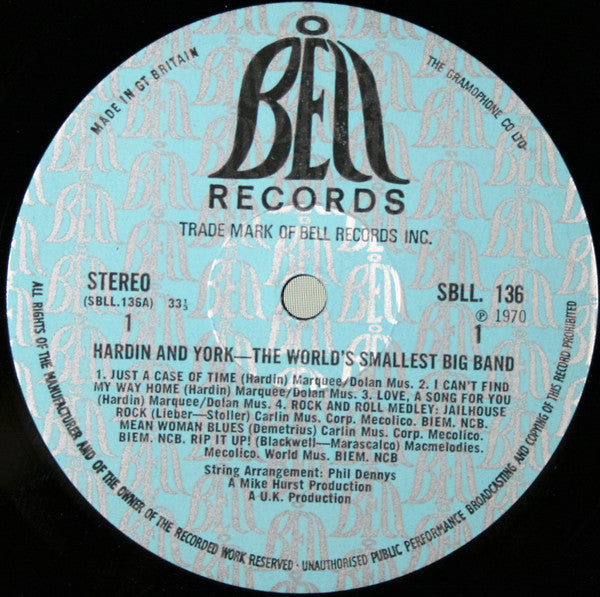 BELL
RECORDS
TRADE MARK OF BELL RECORDS INC.
MADE IN GT BRITAIN
THE GRAMOPHONE CO LTD.
STEREO
(SBLL.136A) 33⅓
1
SBLL. 136
℗ 1970
1
HARDIN AND YORK—THE WORLD'S SMALLEST BIG BAND
1. JUST A CASE OF TIME (Hardin) Marquee/Dolan Mus. 2. I CAN'T FIND
MY WAY HOME (Hardin) Marquee/Dolan Mus. 3. LOVE, A SONG FOR YOU
(Hardin) Marquee/Dolan Mus. 4. ROCK AND ROLL MEDLEY: JAILHOUSE
ROCK (Lieber—Stoller) Carlin Mus. Corp. Mecolico. BIEM. NCB.
MEAN WOMAN BLUES (Demetrius) Carlin Mus. Corp. Mecolico.
BIEM. NCB. RIP IT UP! (Blackwell—Marascalco) Macmelodies.
Mecolico. World Mus. BIEM. NCB
String Arrangement: Phil Dennys
A Mike Hurst Production
A U.K. Production
ALL RIGHTS OF THE MANUFACTURER AND OF THE OWNER OF THE RECORDED WORK RESERVED · UNAUTHORISED PUBLIC PERFORMANCE BROADCASTING AND COPYING OF THIS RECORD PROHIBITED